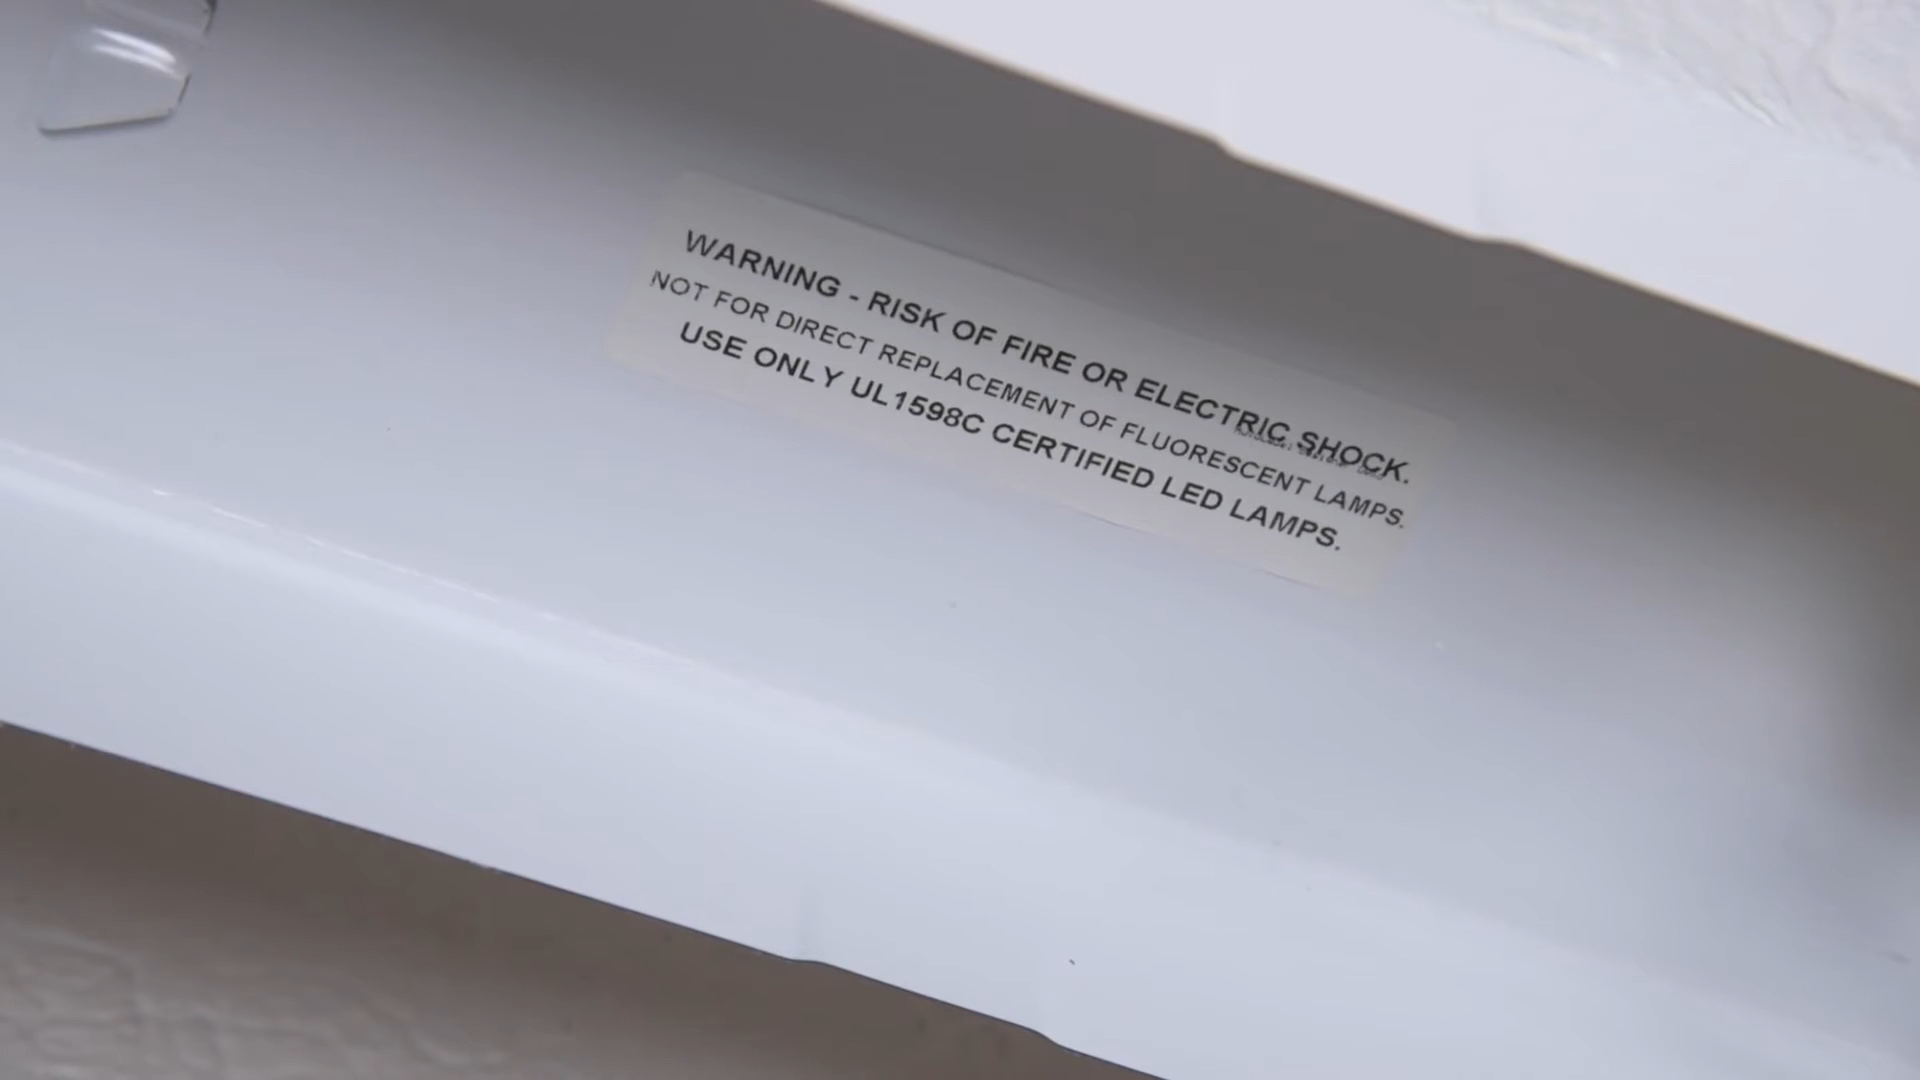 WARNING - RISK OF FIRE OR ELECTRIC SHOCK.
NOT FOR DIRECT REPLACEMENT OF FLUORESCENT LAMPS.
USE ONLY UL1598C CERTIFIED LED LAMPS.